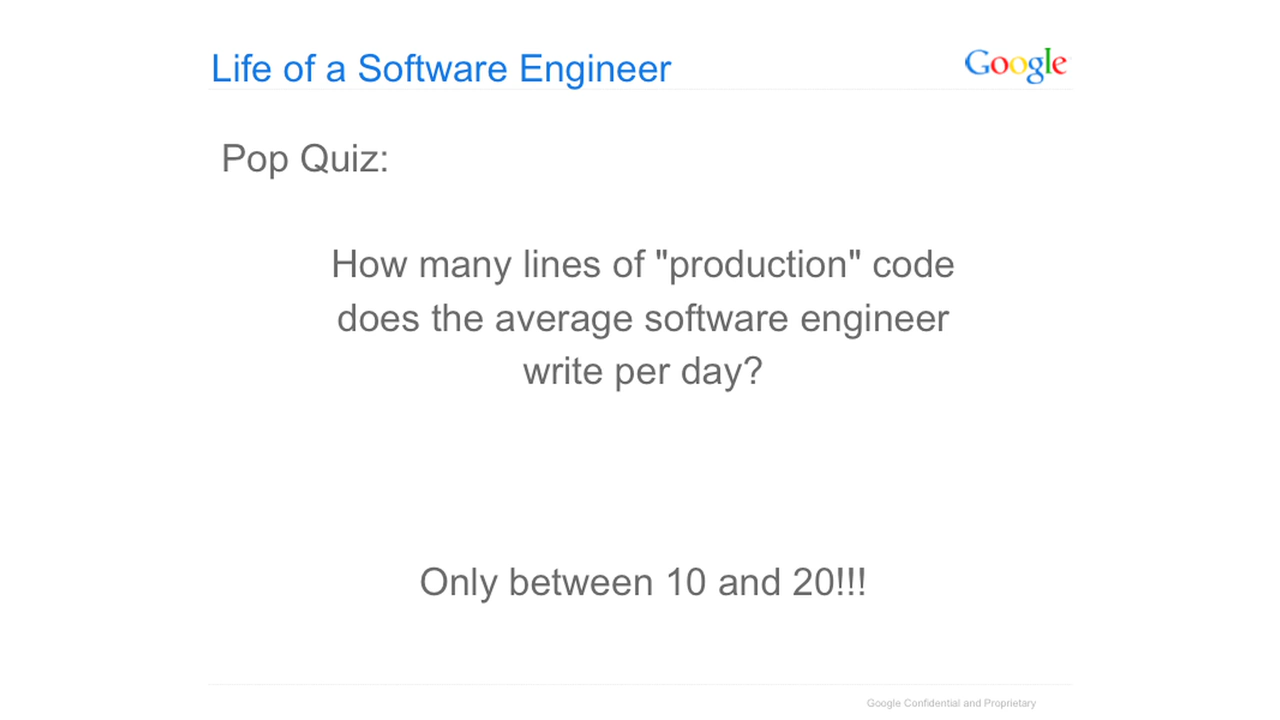 Life of a Software Engineer
Google
Pop Quiz:
How many lines of "production" code
does the average software engineer
write per day?
Only between 10 and 20!!!
Google Confidential and Proprietary